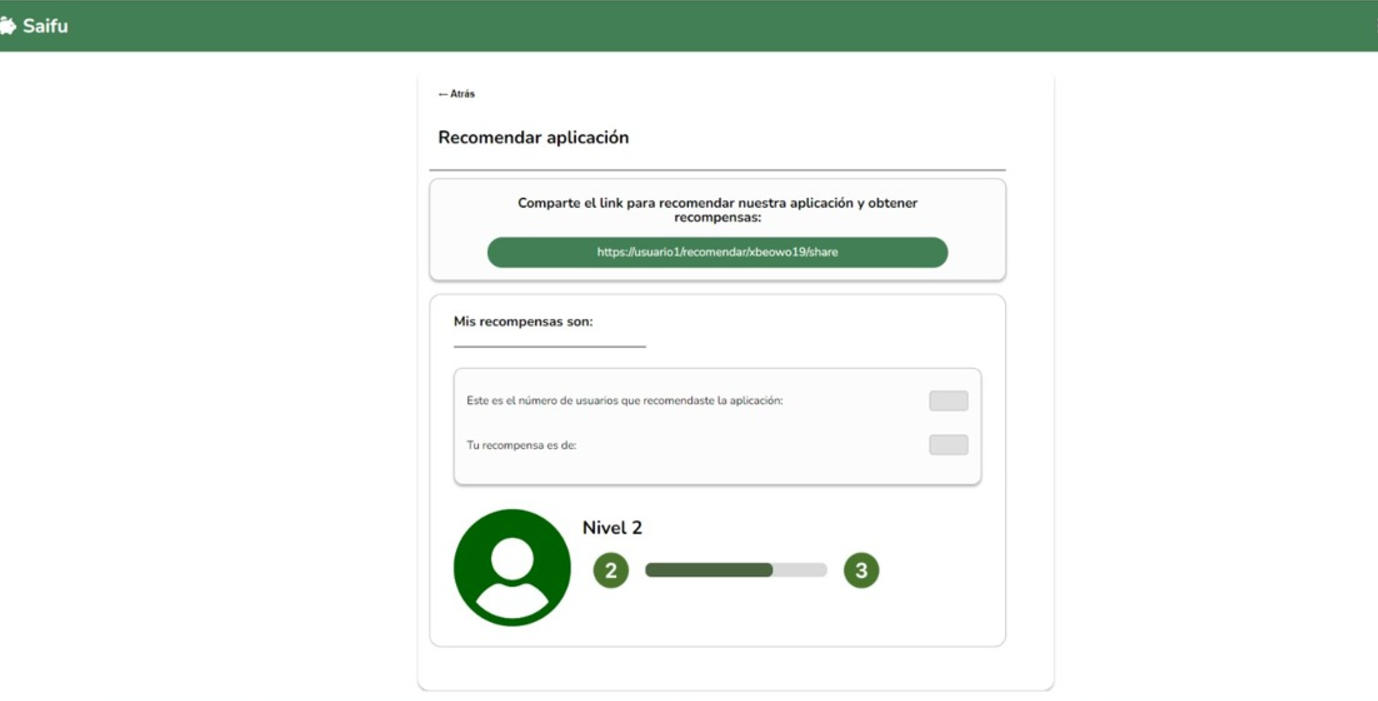 Saifu
← Atrás
Recomendar aplicación
Comparte el link para recomendar nuestra aplicación y obtener
recompensas:
https://usuario1/recomendar/xbeowo19/share
Mis recompensas son:
Este es el número de usuarios que recomendaste la aplicación:
Tu recompensa es de:
Nivel 2
2 3